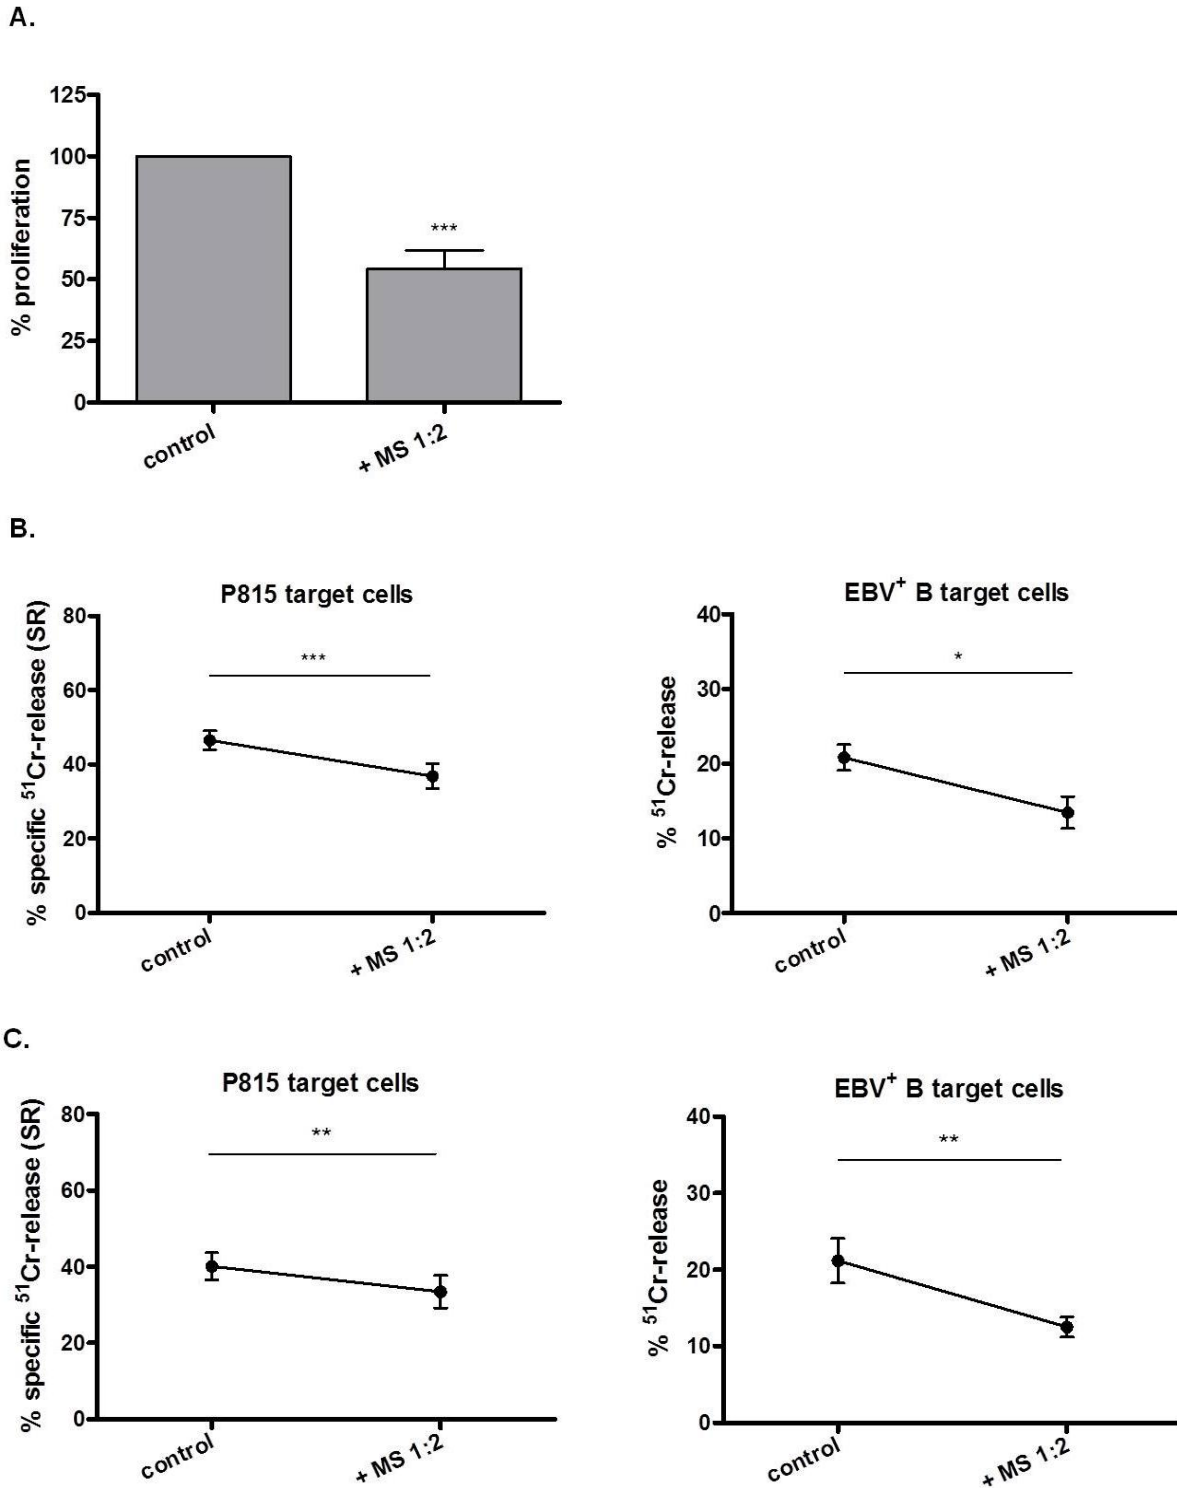 A.
% proliferation
125
100
75
50
25
0
***
control
+ MS 1:2
B.
P815 target cells
% specific ⁵¹Cr-release (SR)
80
60
40
20
0
***
control
+ MS 1:2
EBV⁺ B target cells
% ⁵¹Cr-release
40
30
20
10
0
*
control
+ MS 1:2
C.
P815 target cells
% specific ⁵¹Cr-release (SR)
80
60
40
20
0
**
control
+ MS 1:2
EBV⁺ B target cells
% ⁵¹Cr-release
40
30
20
10
0
**
control
+ MS 1:2